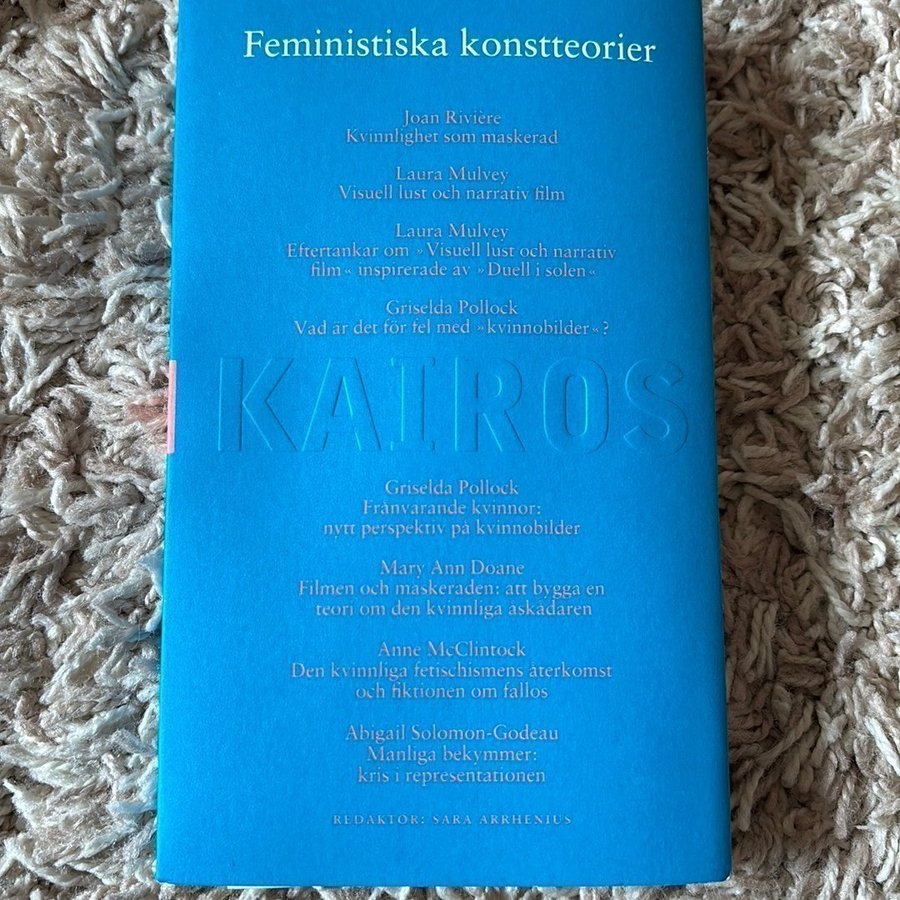 Feministiska konstteorier
Joan Rivière
Kvinnlighet som maskerad
Laura Mulvey
Visuell lust och narrativ film
Laura Mulvey
Eftertankar om »Visuell lust och narrativ
film« inspirerade av »Duell i solen«
Griselda Pollock
Vad är det för fel med »kvinnobilder«?
KAIROS
Griselda Pollock
Frånvarande kvinnor:
nytt perspektiv på kvinnobilder
Mary Ann Doane
Filmen och maskeraden: att bygga en
teori om den kvinnliga åskådaren
Anne McClintock
Den kvinnliga fetischismens återkomst
och fiktionen om fallos
Abigail Solomon-Godeau
Manliga bekymmer:
kris i representationen
REDAKTÖR: SARA ARRHENIUS